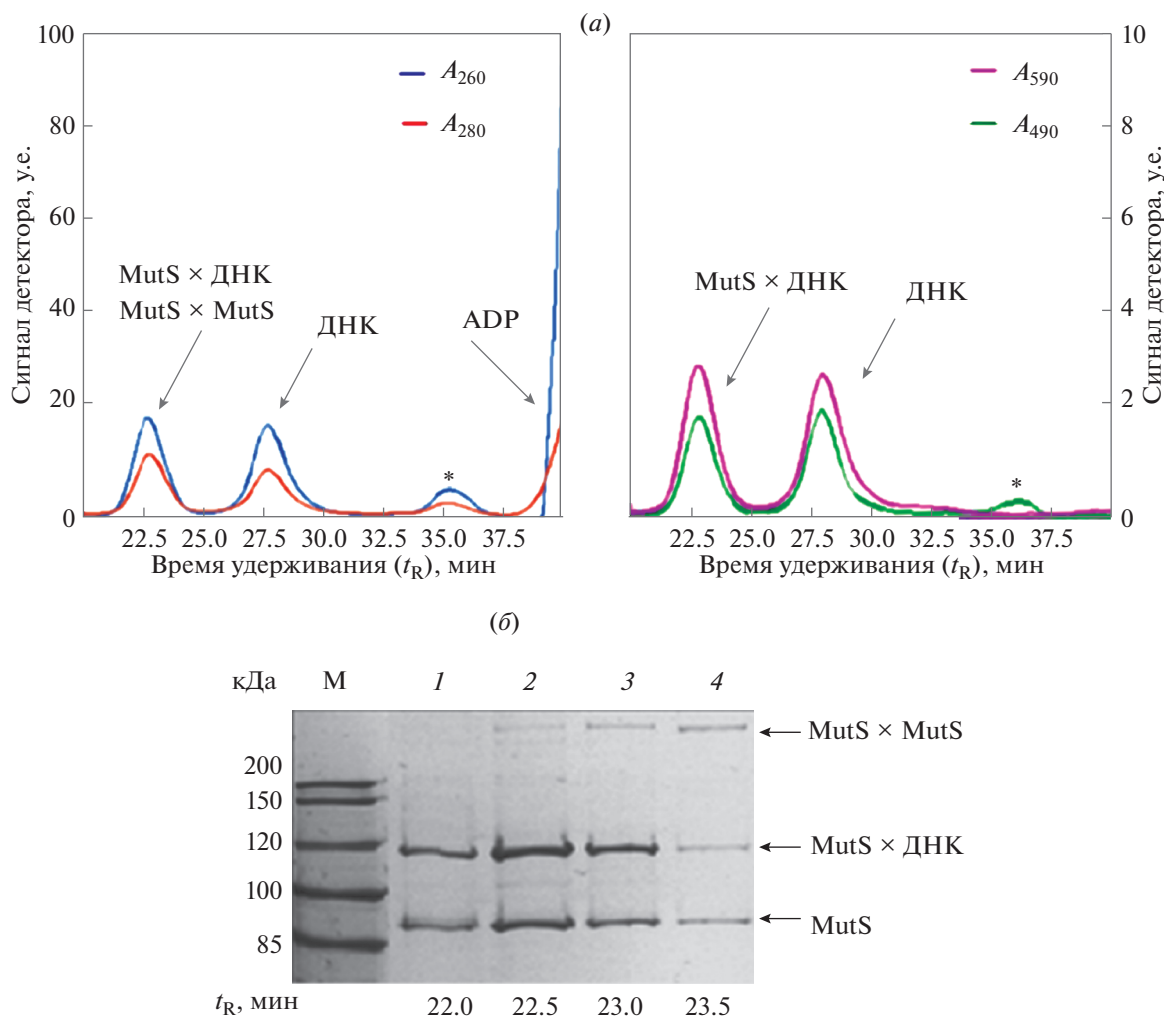 (а)
100
80
60
40
20
0
Сигнал детектора, у.е.
A260
A280
MutS × ДНК
MutS × MutS
ДНК
ADP
*
22.5 25.0 27.5 30.0 32.5 35.0 37.5
Время удерживания (tR), мин
A590
A490
MutS × ДНК
ДНК
*
10
8
6
4
2
0
Сигнал детектора, у.е.
22.5 25.0 27.5 30.0 32.5 35.0 37.5
Время удерживания (tR), мин
(б)
кДа М 1 2 3 4
200
150
120
100
85
MutS × MutS
MutS × ДНК
MutS
tR, мин 22.0 22.5 23.0 23.5